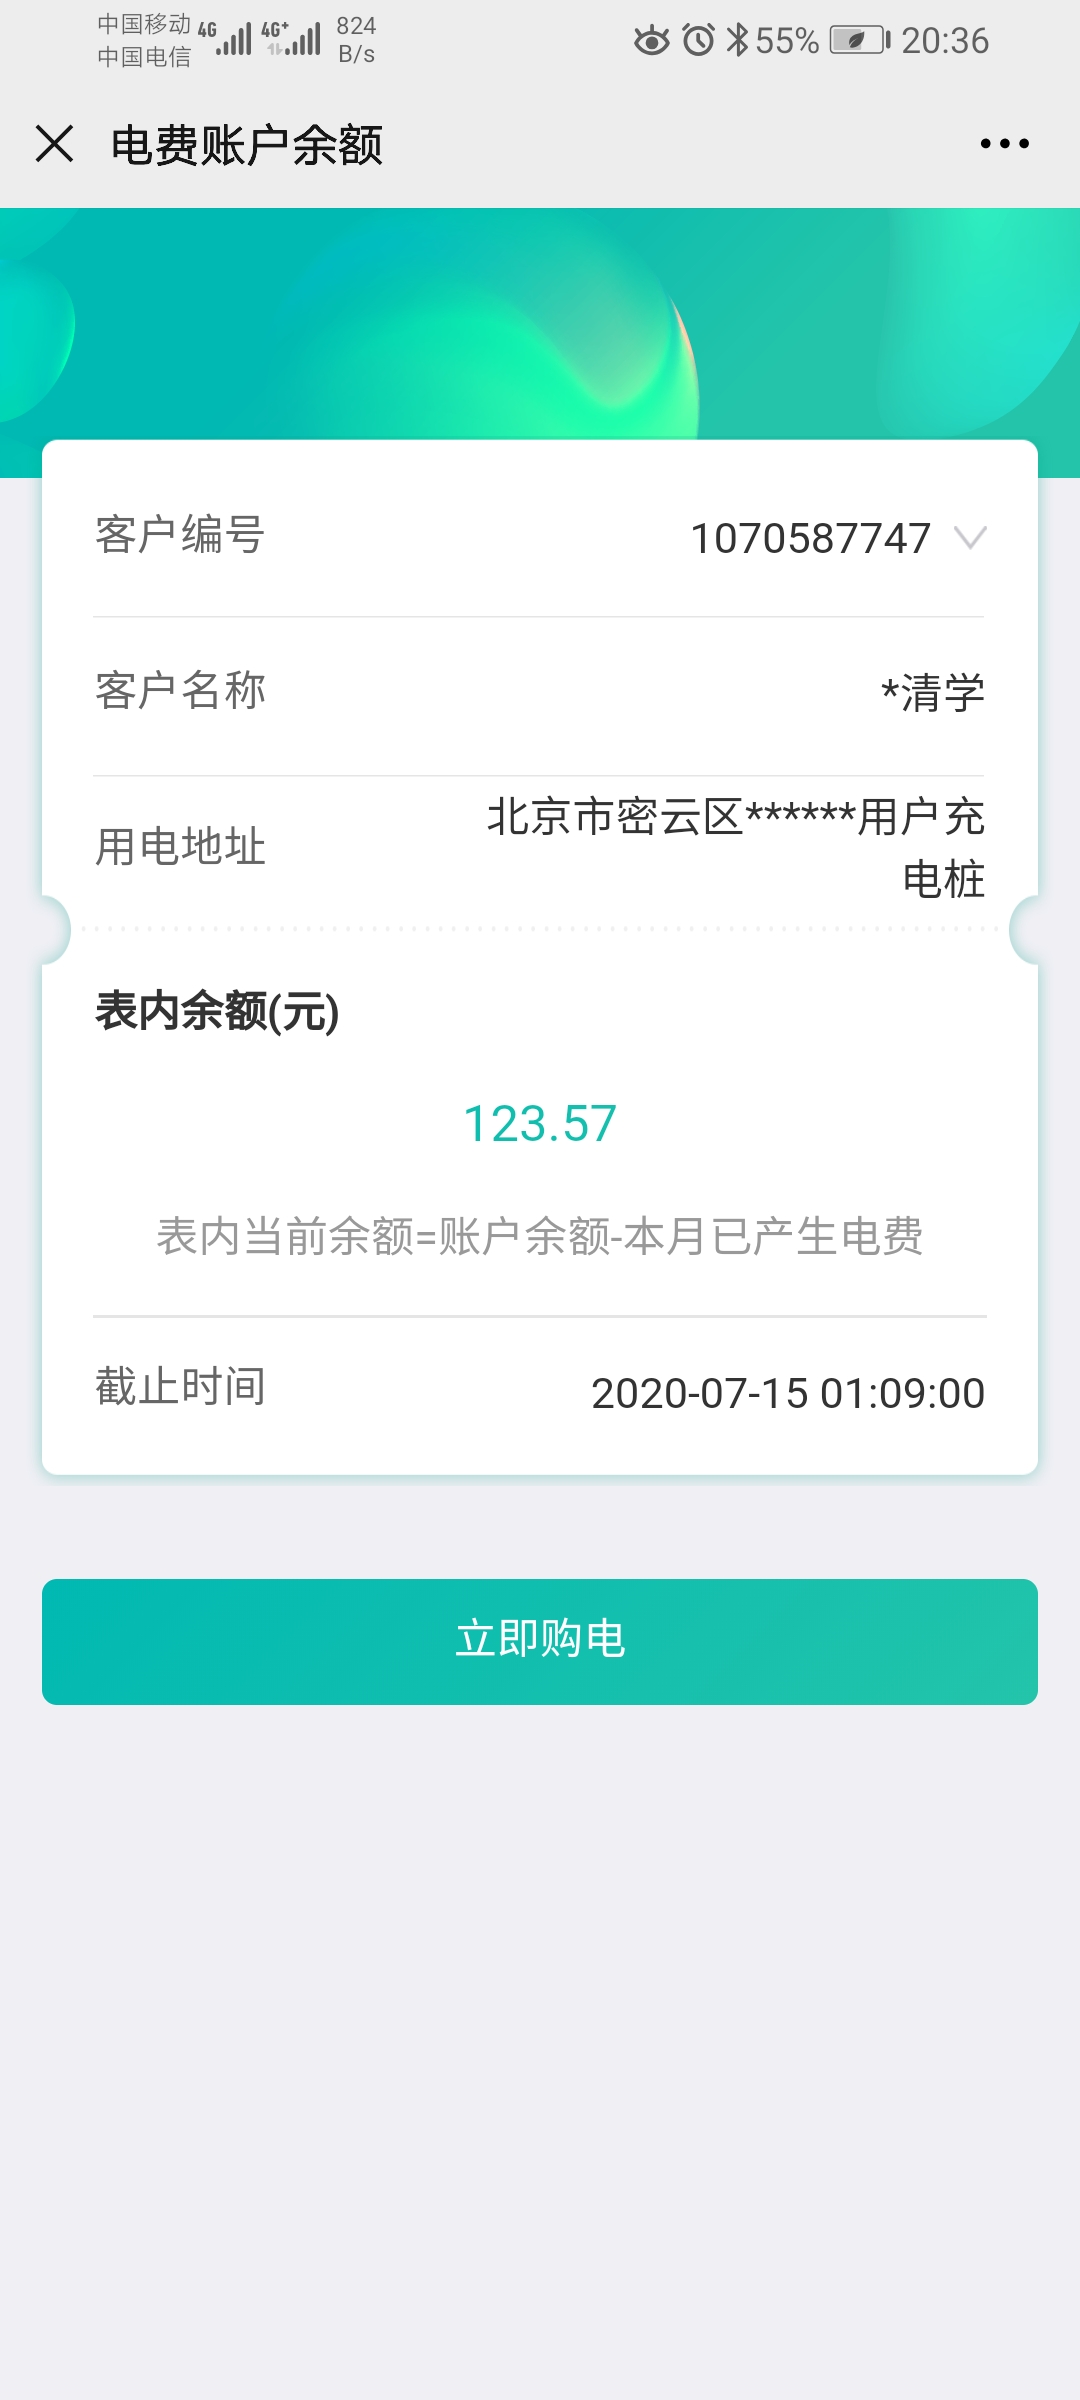 中国移动 4G 4G+ 824
中国电信 B/s
55% 20:36
电费账户余额
客户编号 1070587747
客户名称 *清学
用电地址 北京市密云区******用户充
电桩
表内余额(元)
123.57
表内当前余额=账户余额-本月已产生电费
截止时间 2020-07-15 01:09:00
立即购电